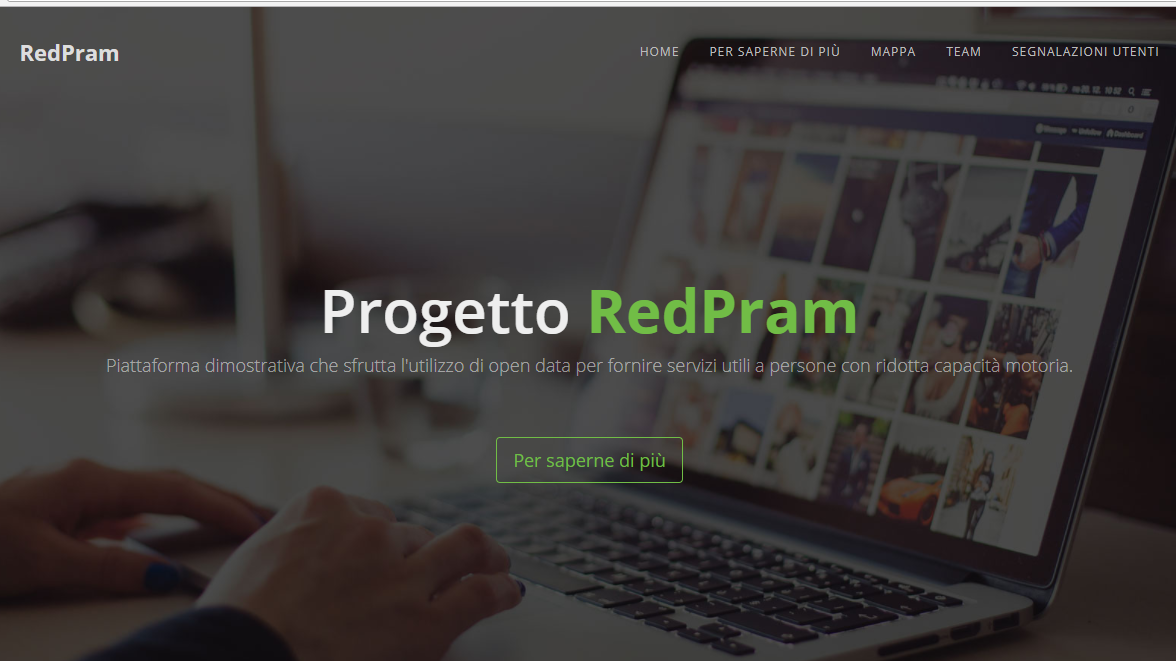 RedPram
HOME PER SAPERNE DI PIÙ MAPPA TEAM SEGNALAZIONI UTENTI
Progetto RedPram
Piattaforma dimostrativa che sfrutta l'utilizzo di open data per fornire servizi utili a persone con ridotta capacità motoria.
Per saperne di più